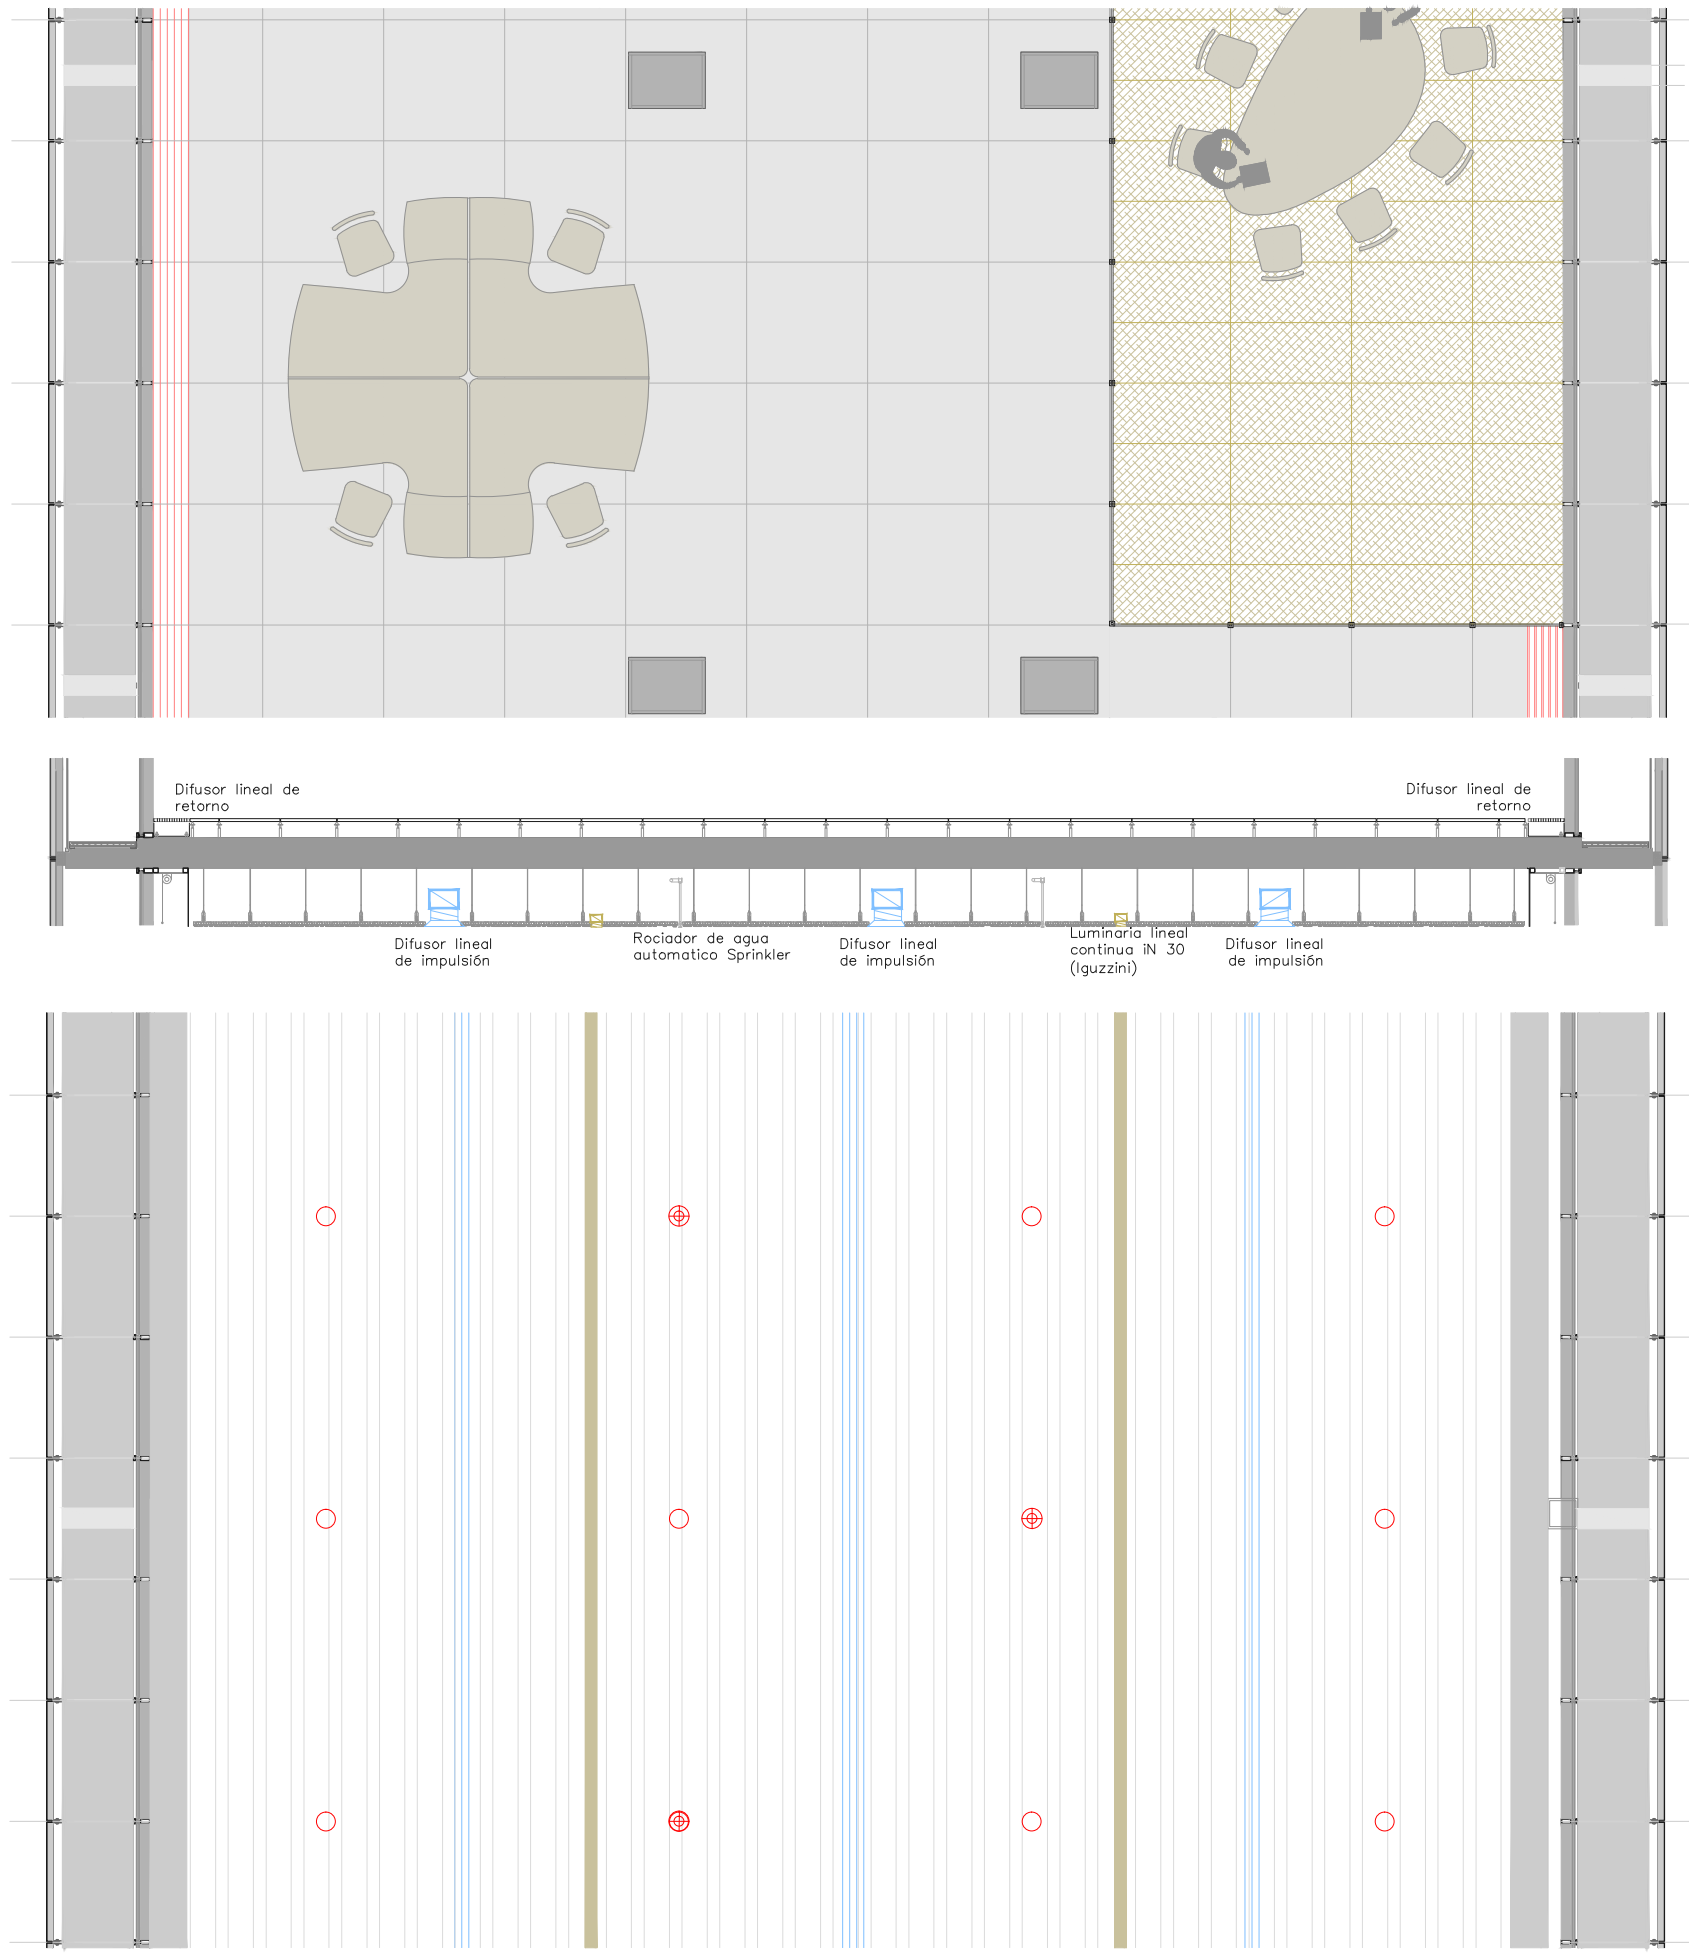 Difusor lineal de
retorno
Difusor lineal de
retorno
Difusor lineal
de impulsión
Rociador de agua
automatico Sprinkler
Difusor lineal
de impulsión
Luminaria lineal
continua iN 30
(Iguzzini)
Difusor lineal
de impulsión